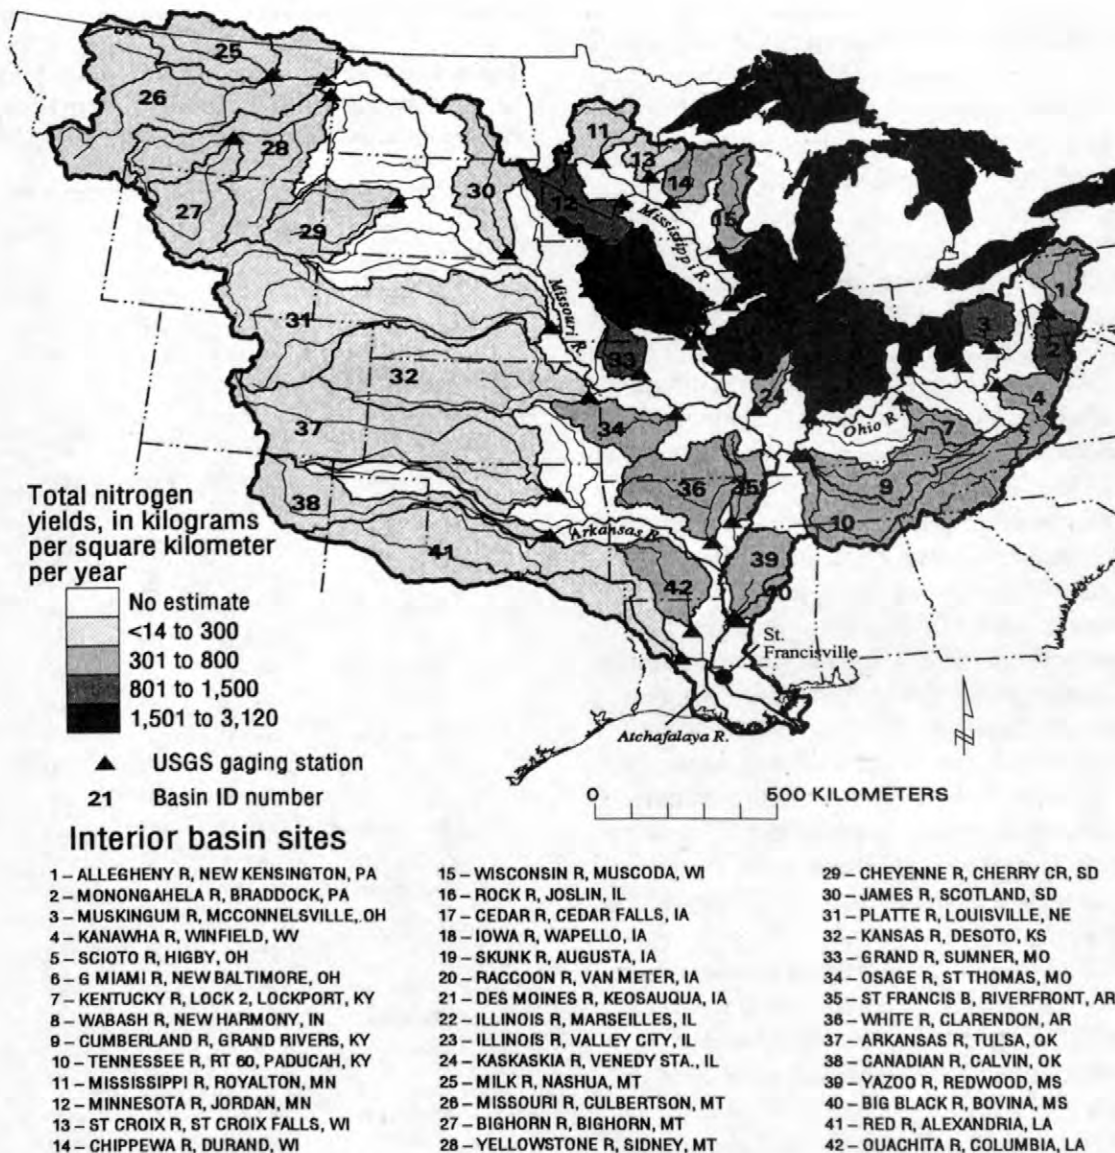 25
26
28
27
29
30
11
13
14
12
15
Mississippi R.
Missouri R.
31
32
33
24
1
3
2
4
37
34
Ohio R.
7
9
10
38
36
35
41
Arkansas R.
42
39
40
St.
Francisville
Atchafalaya R.
Total nitrogen
yields, in kilograms
per square kilometer
per year
No estimate
<14 to 300
301 to 800
801 to 1,500
1,501 to 3,120
USGS gaging station
21 Basin ID number
0 500 KILOMETERS
N
Interior basin sites
1 – ALLEGHENY R, NEW KENSINGTON, PA
2 – MONONGAHELA R, BRADDOCK, PA
3 – MUSKINGUM R, MCCONNELSVILLE, OH
4 – KANAWHA R, WINFIELD, WV
5 – SCIOTO R, HIGBY, OH
6 – G MIAMI R, NEW BALTIMORE, OH
7 – KENTUCKY R, LOCK 2, LOCKPORT, KY
8 – WABASH R, NEW HARMONY, IN
9 – CUMBERLAND R, GRAND RIVERS, KY
10 – TENNESSEE R, RT 60, PADUCAH, KY
11 – MISSISSIPPI R, ROYALTON, MN
12 – MINNESOTA R, JORDAN, MN
13 – ST CROIX R, ST CROIX FALLS, WI
14 – CHIPPEWA R, DURAND, WI
15 – WISCONSIN R, MUSCODA, WI
16 – ROCK R, JOSLIN, IL
17 – CEDAR R, CEDAR FALLS, IA
18 – IOWA R, WAPELLO, IA
19 – SKUNK R, AUGUSTA, IA
20 – RACCOON R, VAN METER, IA
21 – DES MOINES R, KEOSAUQUA, IA
22 – ILLINOIS R, MARSEILLES, IL
23 – ILLINOIS R, VALLEY CITY, IL
24 – KASKASKIA R, VENEDY STA., IL
25 – MILK R, NASHUA, MT
26 – MISSOURI R, CULBERTSON, MT
27 – BIGHORN R, BIGHORN, MT
28 – YELLOWSTONE R, SIDNEY, MT
29 – CHEYENNE R, CHERRY CR, SD
30 – JAMES R, SCOTLAND, SD
31 – PLATTE R, LOUISVILLE, NE
32 – KANSAS R, DESOTO, KS
33 – GRAND R, SUMNER, MO
34 – OSAGE R, ST THOMAS, MO
35 – ST FRANCIS B, RIVERFRONT, AR
36 – WHITE R, CLARENDON, AR
37 – ARKANSAS R, TULSA, OK
38 – CANADIAN R, CALVIN, OK
39 – YAZOO R, REDWOOD, MS
40 – BIG BLACK R, BOVINA, MS
41 – RED R, ALEXANDRIA, LA
42 – OUACHITA R, COLUMBIA, LA